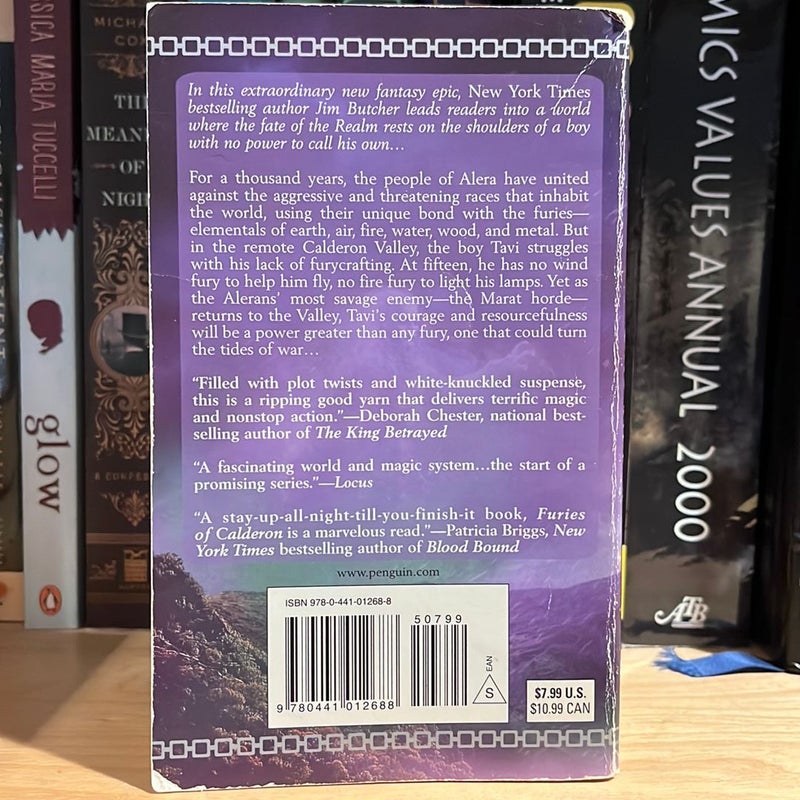 In this extraordinary new fantasy epic, New York Times
bestselling author Jim Butcher leads readers into a world
where the fate of the Realm rests on the shoulders of a boy
with no power to call his own…
For a thousand years, the people of Alera have united
against the aggressive and threatening races that inhabit
the world, using their unique bond with the furies—
elementals of earth, air, fire, water, wood, and metal. But
in the remote Calderon Valley, the boy Tavi struggles
with his lack of furycrafting. At fifteen, he has no wind
fury to help him fly, no fire fury to light his lamps. Yet as
the Alerans' most savage enemy—the Marat horde—
returns to the Valley, Tavi's courage and resourcefulness
will be a power greater than any fury, one that could turn
the tides of war…
"Filled with plot twists and white-knuckled suspense,
this is a ripping good yarn that delivers terrific magic
and nonstop action."—Deborah Chester, national best-
selling author of The King Betrayed
"A fascinating world and magic system...the start of a
promising series."—Locus
"A stay-up-all-night-till-you-finish-it book, Furies
of Calderon is a marvelous read."—Patricia Briggs, New
York Times bestselling author of Blood Bound
www.penguin.com
ISBN 978-0-441-01268-8
50799
9 780441 012688
EAN
S
$7.99 U.S.
$10.99 CAN
SICA MARIA TUCCELLI
glow
MICHA
CO
TH
MEAN
OF
NIGH
MICS VALUES ANNUAL 2000
ATB